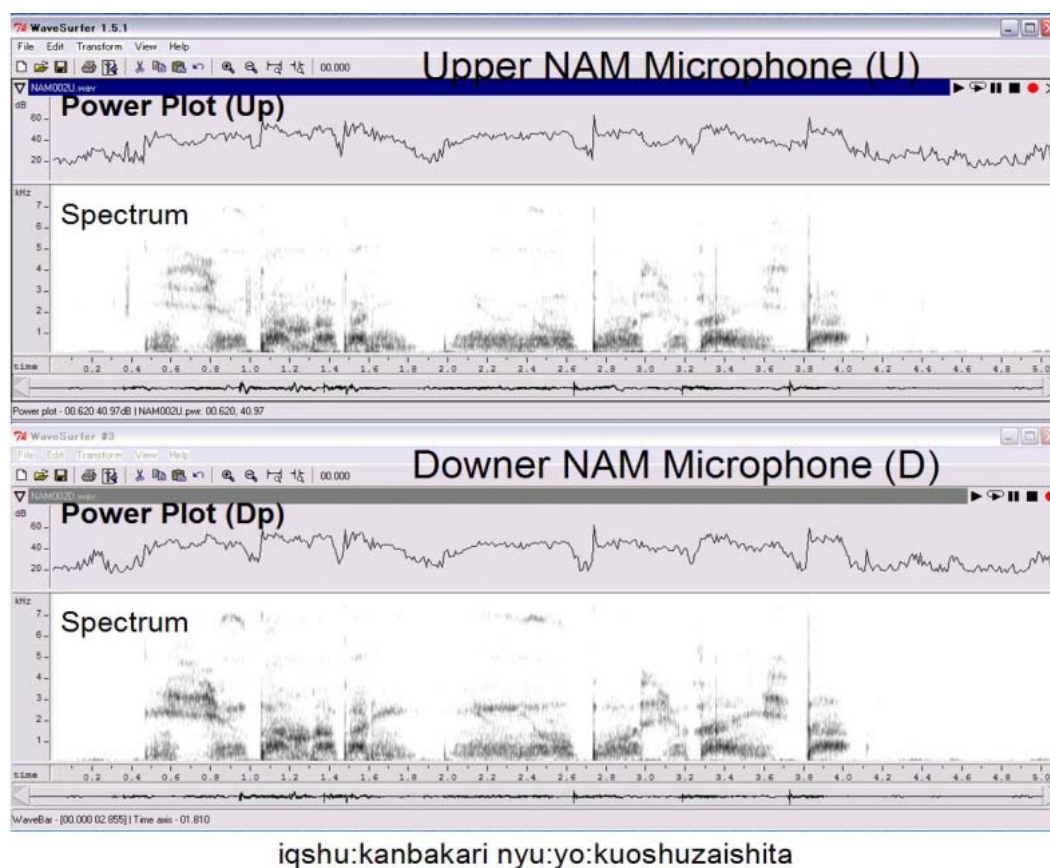 WaveSurfer 1.5.1
File Edit Transform View Help
00.000
Upper NAM Microphone (U)
NAM002U.wav
Power Plot (Up)
dB
60
40
20
kHz
Spectrum
7
6
5
4
3
2
1
time 0.2 0.4 0.6 0.8 1.0 1.2 1.4 1.6 1.8 2.0 2.2 2.4 2.6 2.8 3.0 3.2 3.4 3.6 3.8 4.0 4.2 4.4 4.6 4.8 5.0
Power plot - 00.620 40.97dB | NAM002U.pwr: 00.620, 40.97
WaveSurfer #3
File Edit Transform View Help
00.000
Downer NAM Microphone (D)
NAM002D.wav
Power Plot (Dp)
dB
60
40
20
kHz
Spectrum
7
6
5
4
3
2
1
time 0.2 0.4 0.6 0.8 1.0 1.2 1.4 1.6 1.8 2.0 2.2 2.4 2.6 2.8 3.0 3.2 3.4 3.6 3.8 4.0 4.2 4.4 4.6 4.8 5.0
WaveBar - [00.000 02.855] | Time axis - 01.810
iqshu:kanbakari nyu:yo:kuoshuzaishita